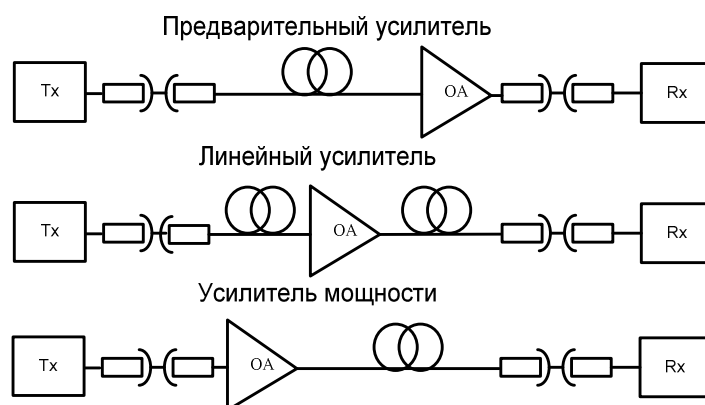 Предварительный усилитель
Tx
OA
Rx
Линейный усилитель
Tx
OA
Rx
Усилитель мощности
Tx
OA
Rx